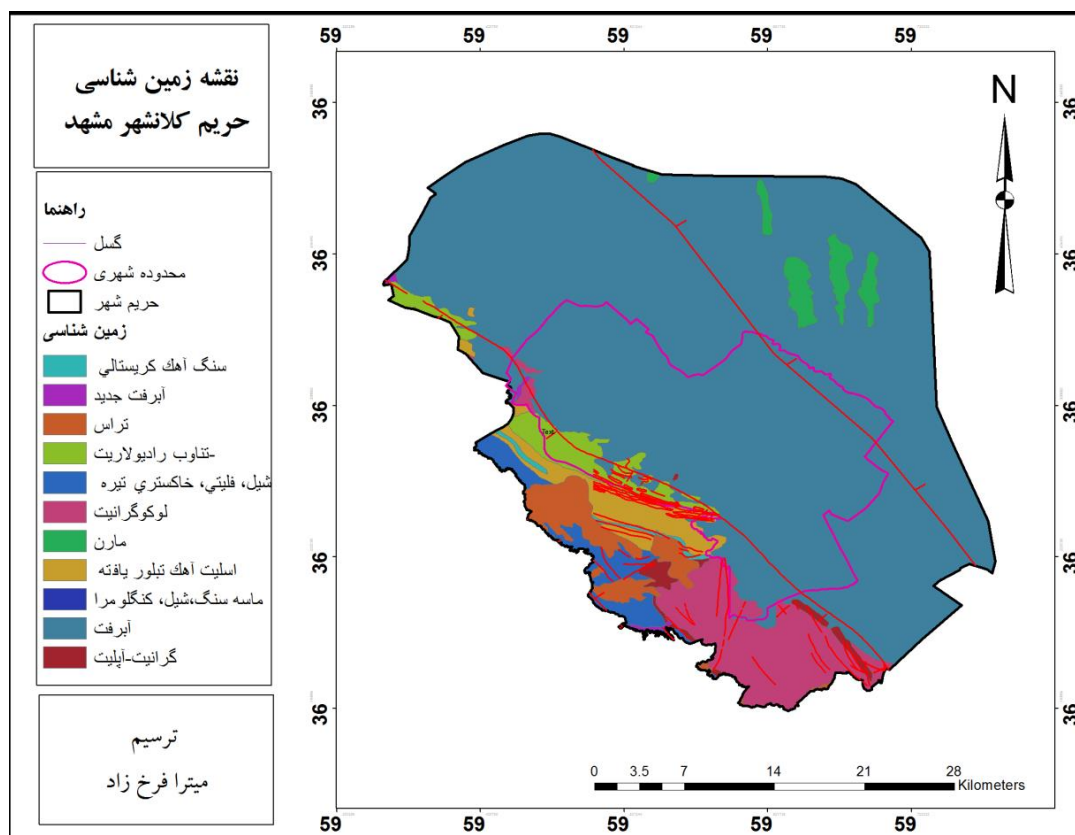 نقشه زمین شناسی
حریم کلانشهر مشهد
راهنما
گسل
محدوده شهری
حریم شهر
زمین شناسی
سنگ آهك كريستالي
آبرفت جديد
تراس
-تناوب راديولاريت
شيل، فليتي، خاكستري تيره
لوكوگرانيت
مارن
اسليت آهك تبلور يافته
ماسه سنگ،شيل، كنگلومرا
آبرفت
گرانيت-آپليت
ترسیم
میترا فرخ زاد
59 59 59 59 59
36
36
36
36
36
36
36
36
36
36
N
0 3.5 7 14 21 28
Kilometers
59 59 59 59 59